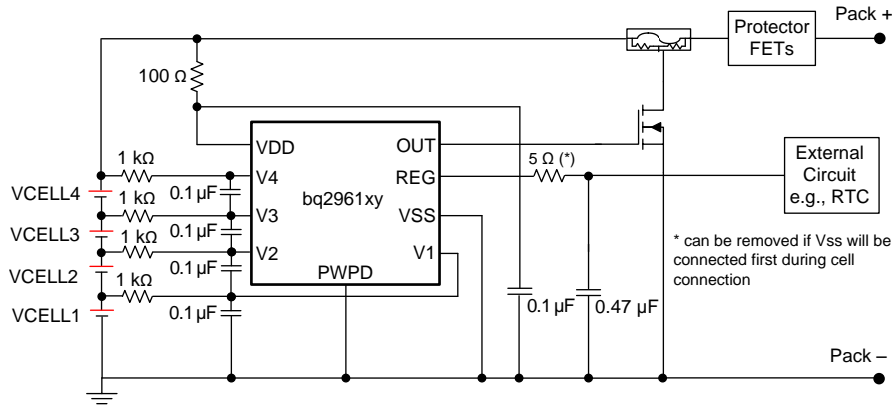 Pack +
Protector
FETs
100 Ω
VDD
OUT
1 kΩ
5 Ω (*)
External
Circuit
e.g., RTC
V4
REG
0.1 µF
VCELL4
1 kΩ
bq2961xy
V3
VSS
0.1 µF
VCELL3
1 kΩ
V2
V1
* can be removed if Vss will be
connected first during cell
connection
0.1 µF
VCELL2
1 kΩ
PWPD
0.1 µF
VCELL1
0.1 µF
0.47 µF
Pack –